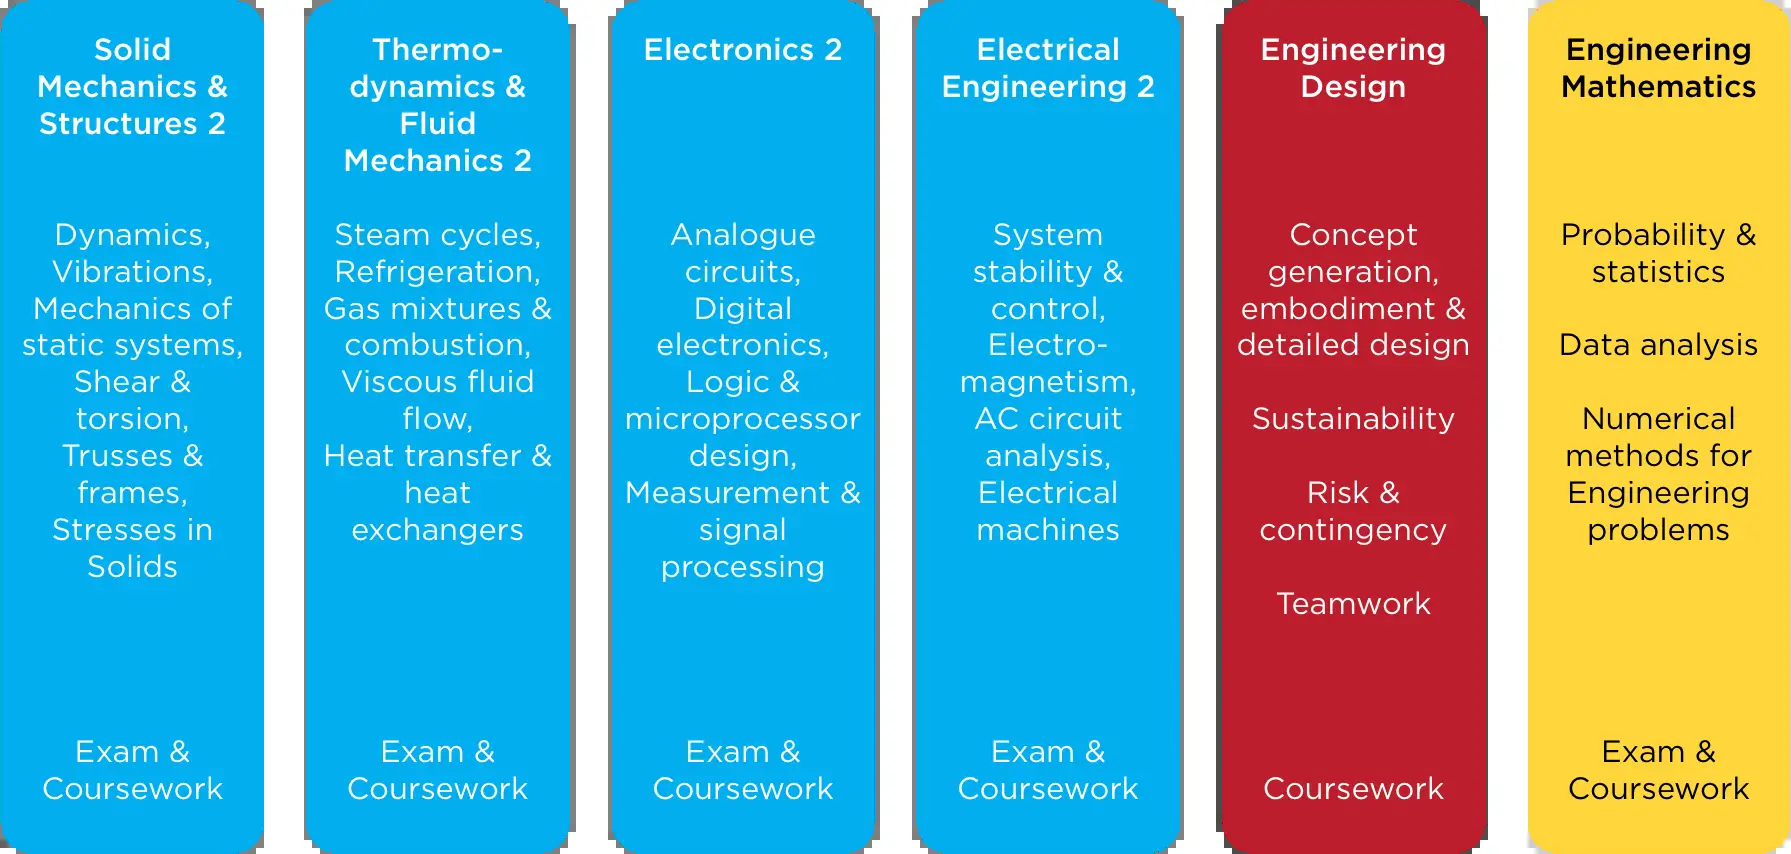 Solid
Mechanics &
Structures 2
Dynamics,
Vibrations,
Mechanics of
static systems,
Shear &
torsion,
Trusses &
frames,
Stresses in
Solids
Exam &
Coursework
Thermo-
dynamics &
Fluid
Mechanics 2
Steam cycles,
Refrigeration,
Gas mixtures &
combustion,
Viscous fluid
flow,
Heat transfer &
heat
exchangers
Exam &
Coursework
Electronics 2
Analogue
circuits,
Digital
electronics,
Logic &
microprocessor
design,
Measurement &
signal
processing
Exam &
Coursework
Electrical
Engineering 2
System
stability &
control,
Electro-
magnetism,
AC circuit
analysis,
Electrical
machines
Exam &
Coursework
Engineering
Design
Concept
generation,
embodiment &
detailed design
Sustainability
Risk &
contingency
Teamwork
Coursework
Engineering
Mathematics
Probability &
statistics
Data analysis
Numerical
methods for
Engineering
problems
Exam &
Coursework